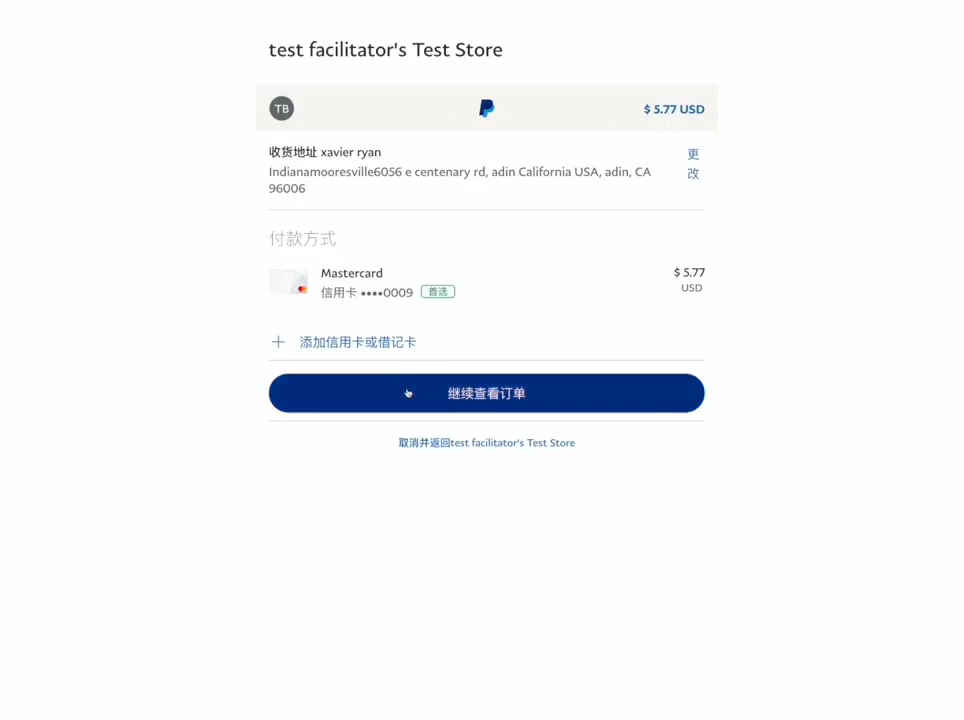 test facilitator's Test Store
TB
$ 5.77 USD
收货地址 xavier ryan
更
改
Indianamooresville6056 e centenary rd, adin California USA, adin, CA
96006
付款方式
Mastercard
$ 5.77
信用卡 ••••0009 首选
USD
添加信用卡或借记卡
继续查看订单
取消并返回test facilitator's Test Store